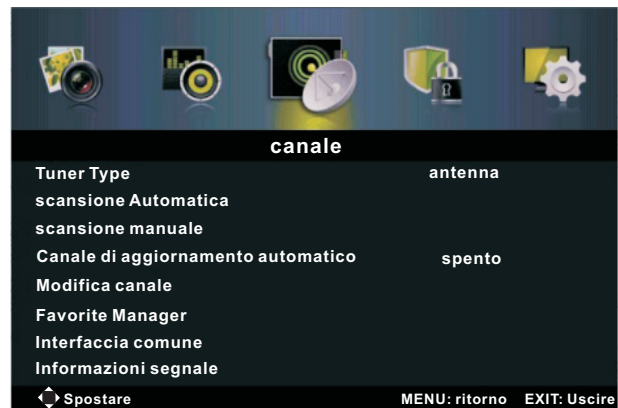 canale
Tuner Type antenna
scansione Automatica
scansione manuale
Canale di aggiornamento automatico spento
Modifica canale
Favorite Manager
Interfaccia comune
Informazioni segnale
Spostare MENU: ritorno EXIT: Uscire